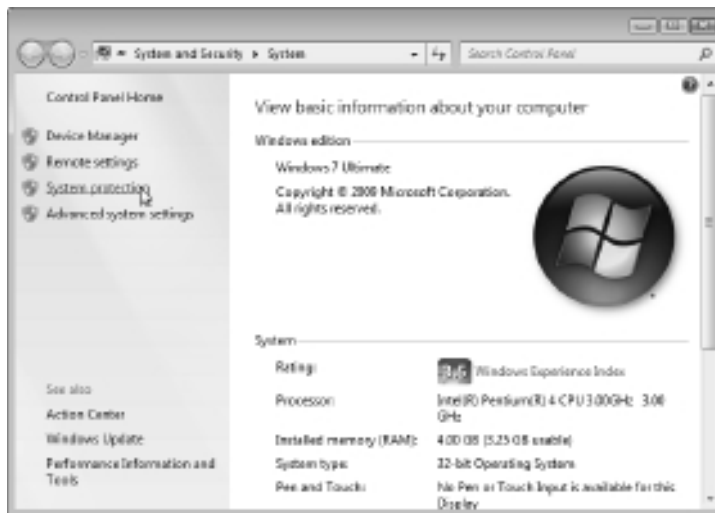 System and Security ▸ System
Search Control Panel
Control Panel Home
Device Manager
Remote settings
System protection
Advanced system settings
See also
Action Center
Windows Update
Performance Information and
Tools
View basic information about your computer
Windows edition
Windows 7 Ultimate
Copyright © 2009 Microsoft Corporation.
All rights reserved.
System
Rating: 3.6 Windows Experience Index
Processor: Intel(R) Pentium(R) 4 CPU 3.00GHz 3.00
GHz
Installed memory (RAM): 4.00 GB (3.25 GB usable)
System type: 32-bit Operating System
Pen and Touch: No Pen or Touch Input is available for this
Display